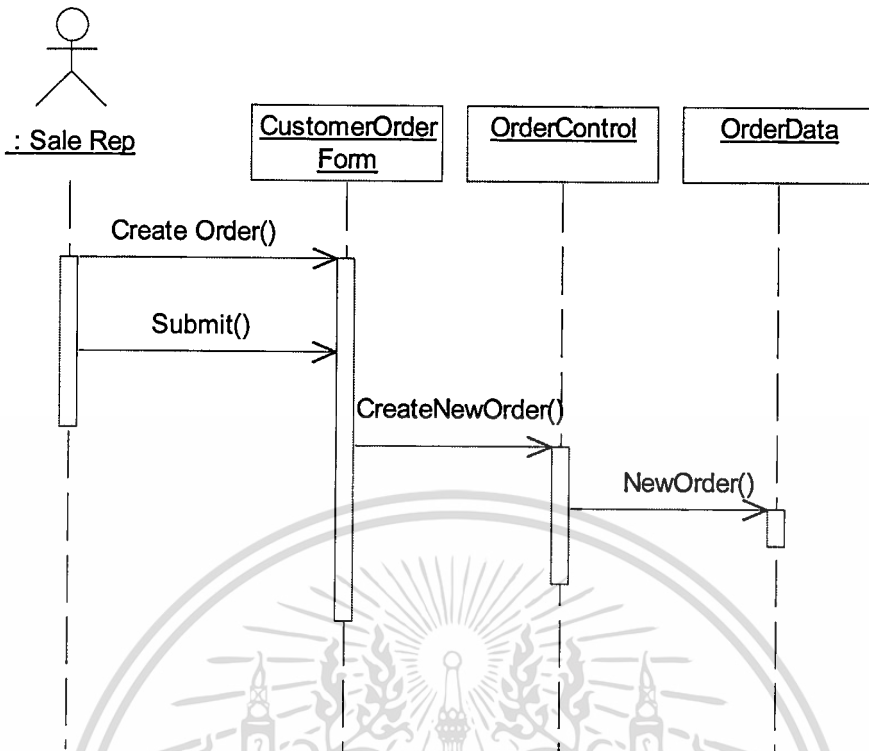 : Sale Rep
CustomerOrder
Form
OrderControl
OrderData
Create Order()
Submit()
CreateNewOrder()
NewOrder()